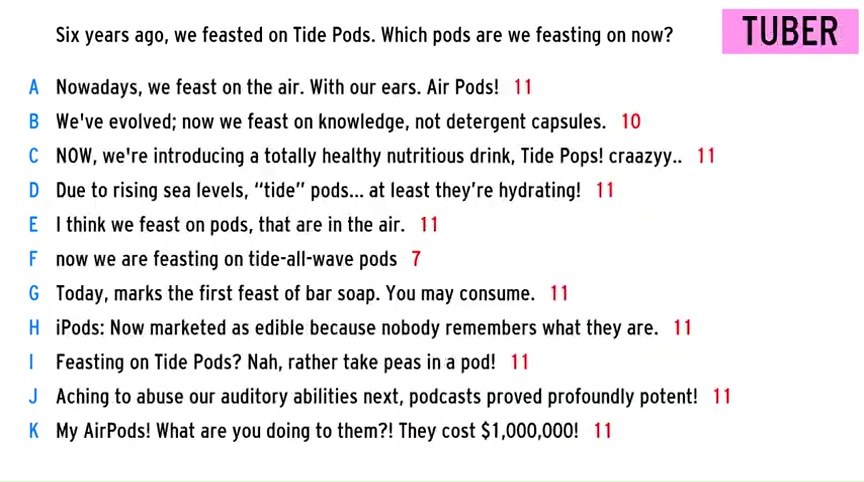 Six years ago, we feasted on Tide Pods. Which pods are we feasting on now?
TUBER
A Nowadays, we feast on the air. With our ears. Air Pods! 11
B We've evolved; now we feast on knowledge, not detergent capsules. 10
C NOW, we're introducing a totally healthy nutritious drink, Tide Pops! craazyy.. 11
D Due to rising sea levels, “tide” pods... at least they’re hydrating! 11
E I think we feast on pods, that are in the air. 11
F now we are feasting on tide-all-wave pods 7
G Today, marks the first feast of bar soap. You may consume. 11
H iPods: Now marketed as edible because nobody remembers what they are. 11
I Feasting on Tide Pods? Nah, rather take peas in a pod! 11
J Aching to abuse our auditory abilities next, podcasts proved profoundly potent! 11
K My AirPods! What are you doing to them?! They cost $1,000,000! 11